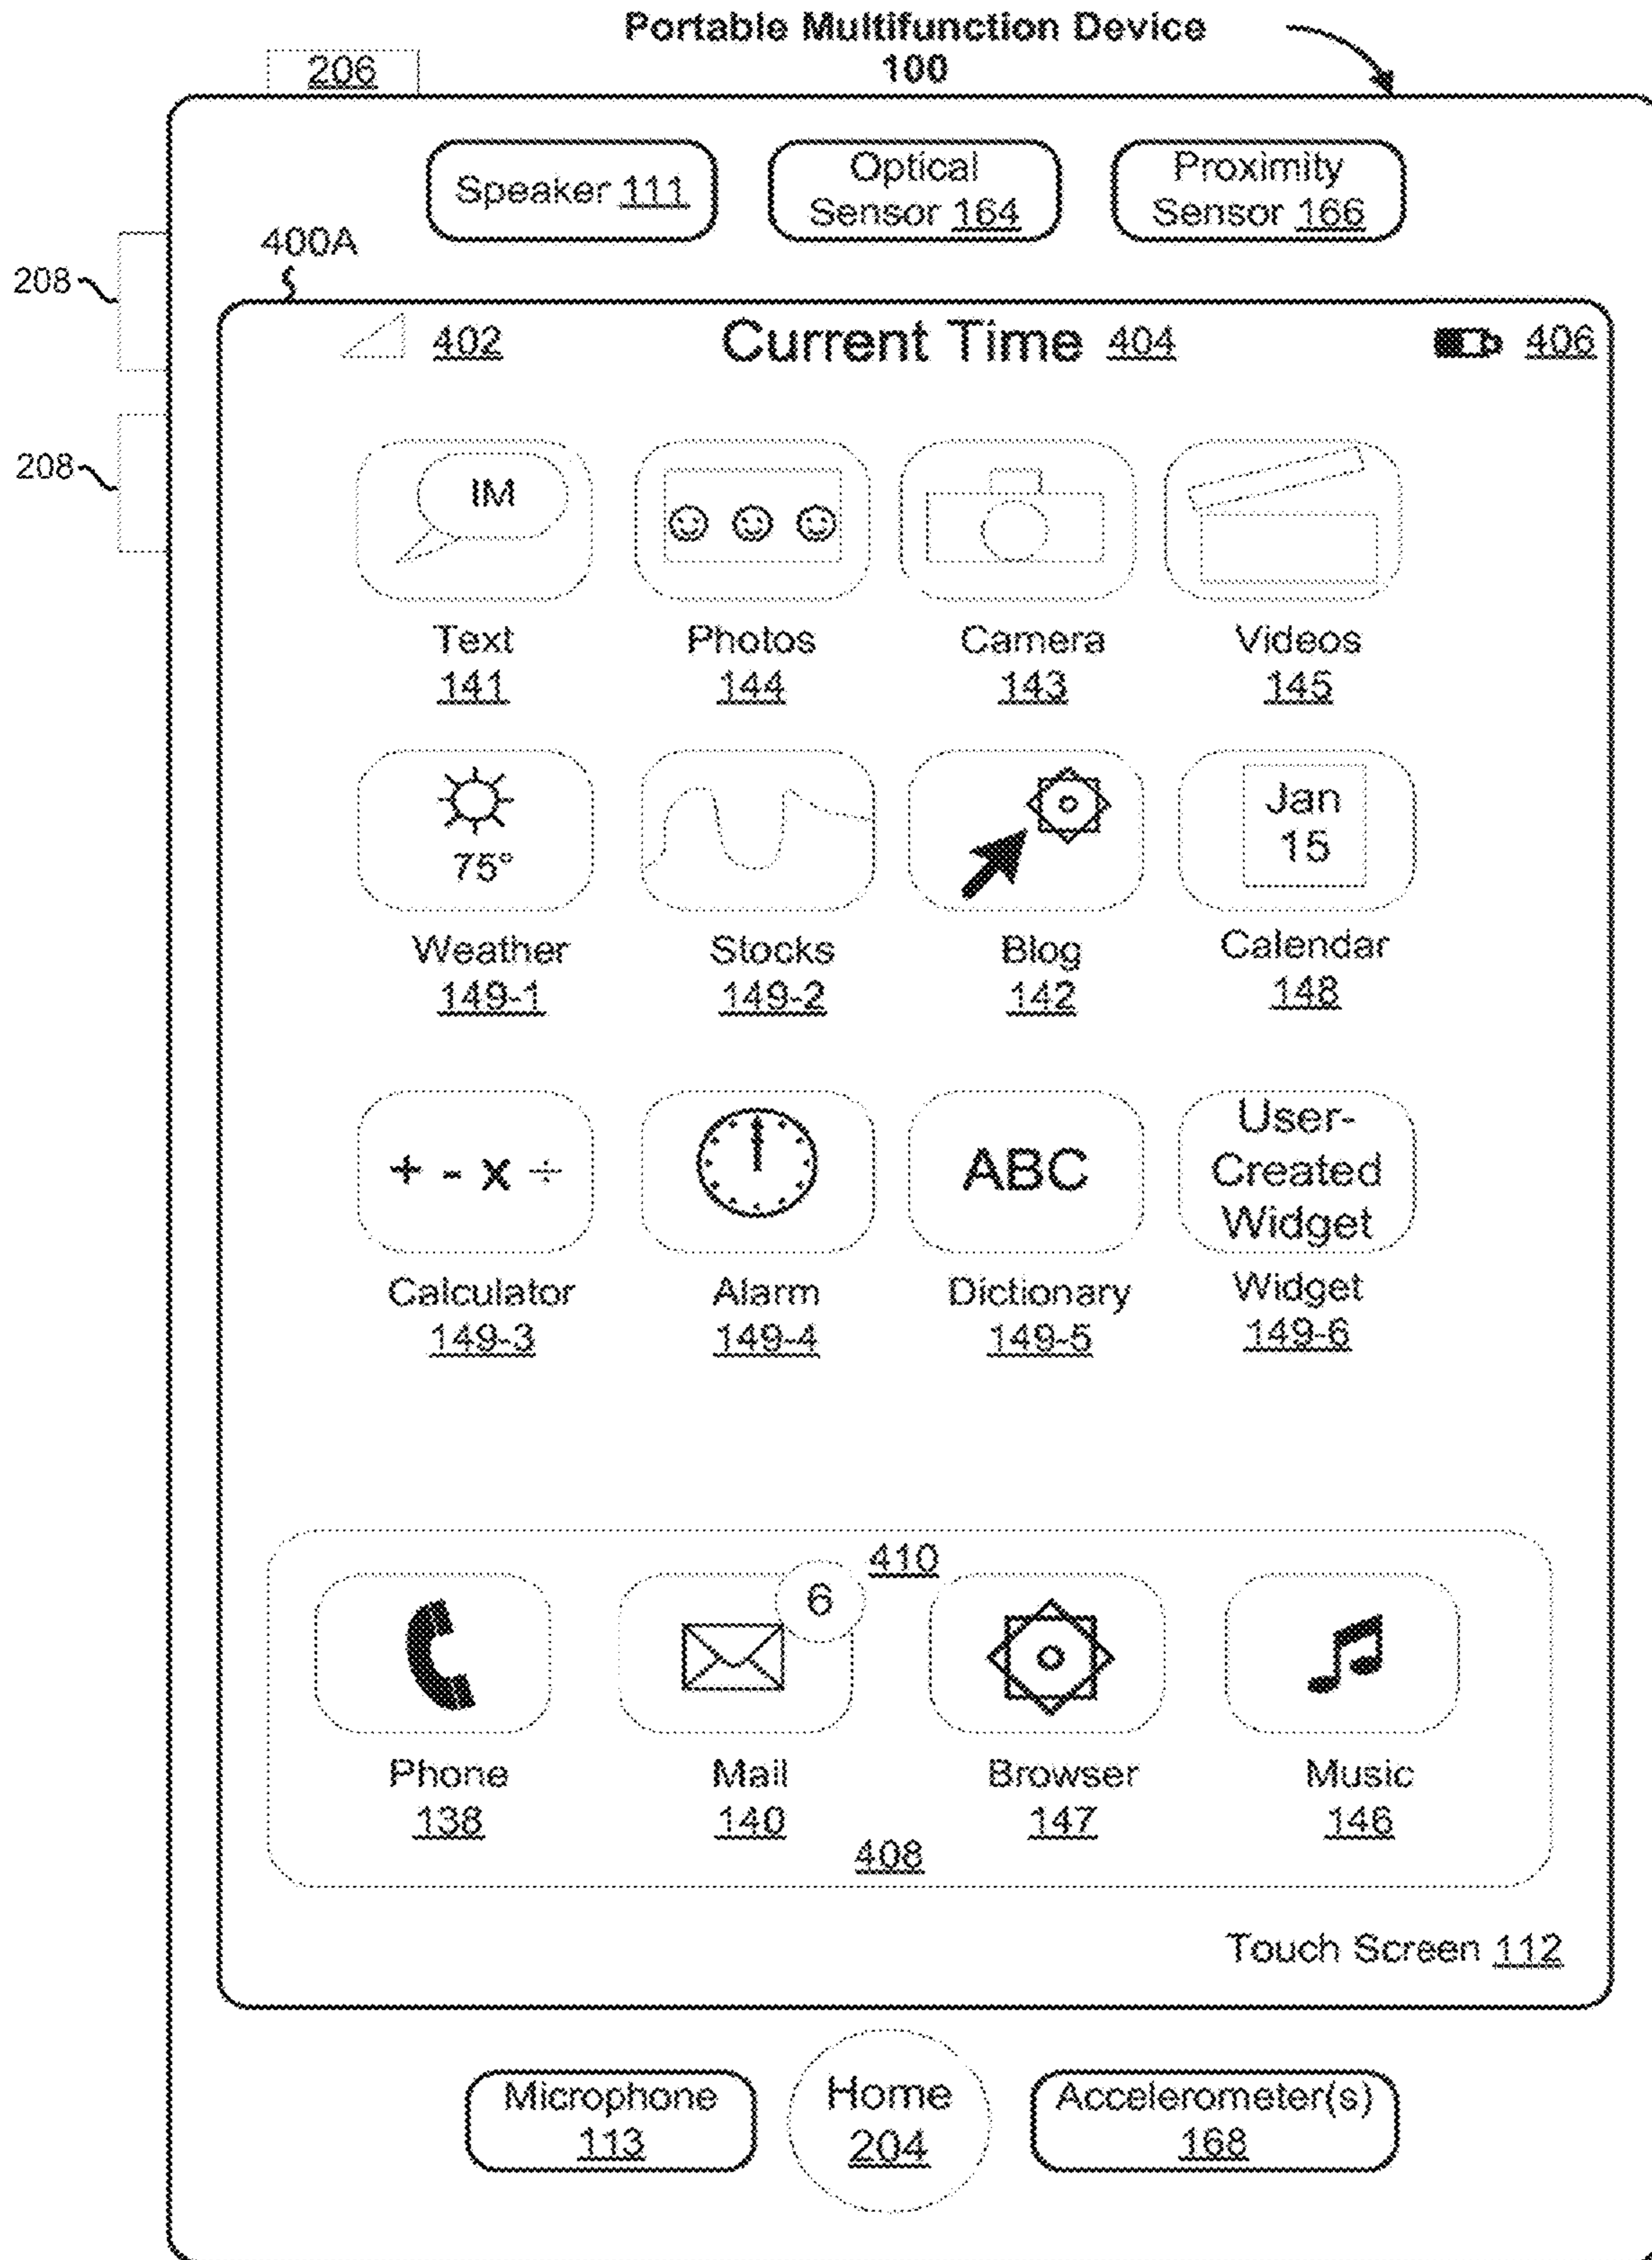 Portable Multifunction Device
100
206
Speaker 111
Optical
Sensor 164
Proximity
Sensor 166
400A
208
208
402
Current Time 404
406
IM
Text
141
Photos
144
Camera
143
Videos
145
75°
Jan
15
Weather
149-1
Stocks
149-2
Blog
142
Calendar
148
+ - x ÷
ABC
User-
Created
Widget
Calculator
149-3
Alarm
149-4
Dictionary
149-5
Widget
149-6
410
6
Phone
138
Mail
140
Browser
147
Music
146
408
Touch Screen 112
Microphone
113
Home
204
Accelerometer(s)
168